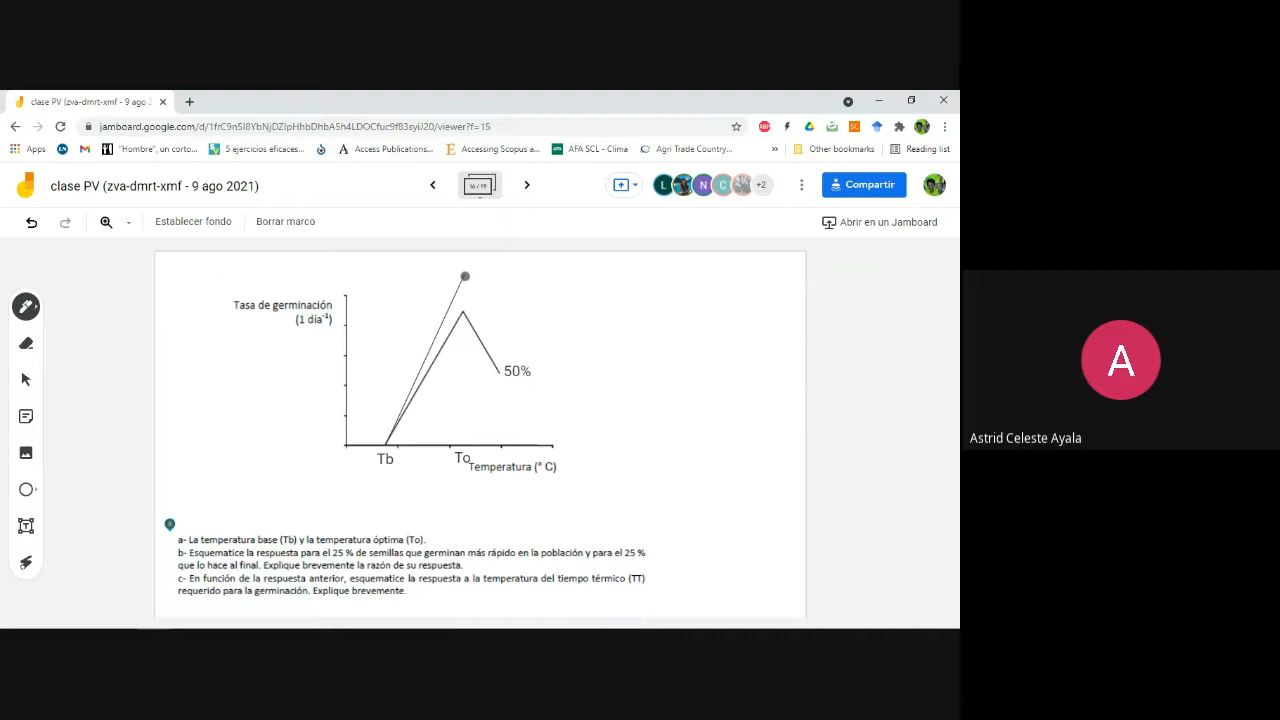 clase PV (zva-dmrt-xmf - 9 ago 2
jamboard.google.com/d/
/viewer?f=15
Apps
"Hombre", un corto...
5 ejercicios eficaces...
Access Publications...
Accessing Scopus a...
AFA SCL - Clima
Agri Trade Country...
»
Other bookmarks
Reading list
clase PV (zva-dmrt-xmf - 9 ago 2021)
16 / 19
L
N
C
+2
Compartir
Establecer fondo
Borrar marco
Abrir en un Jamboard
Tasa de germinación
(1 día-1)
50%
Tb
To
Temperatura (° C)
a- La temperatura base (Tb) y la temperatura óptima (To).
b- Esquematice la respuesta para el 25 % de semillas que germinan más rápido en la población y para el 25 %
que lo hace al final. Explique brevemente la razón de su respuesta.
c- En función de la respuesta anterior, esquematice la respuesta a la temperatura del tiempo térmico (TT)
requerido para la germinación. Explique brevemente.
A
Astrid Celeste Ayala